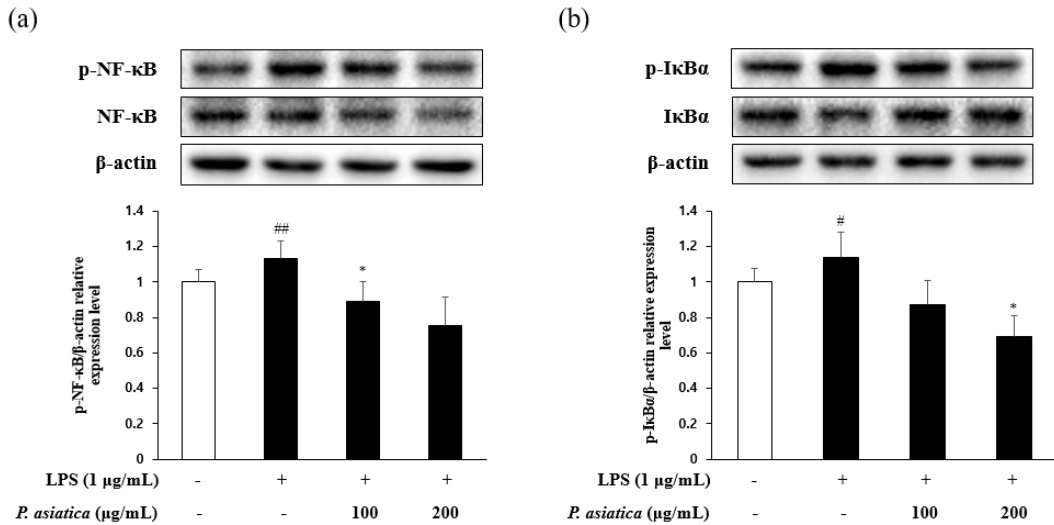 (a)
p-NF-κB
NF-κB
β-actin
p-NF-κB/β-actin relative
expression level
1.4
1.2
1
0.8
0.6
0.4
0.2
0
##
*
LPS (1 μg/mL) - + + +
P. asiatica (μg/mL) - - 100 200
(b)
p-IκBα
IκBα
β-actin
p-IκBα/β-actin relative expression
level
1.4
1.2
1
0.8
0.6
0.4
0.2
0
#
*
LPS (1 μg/mL) - + + +
P. asiatica (μg/mL) - - 100 200